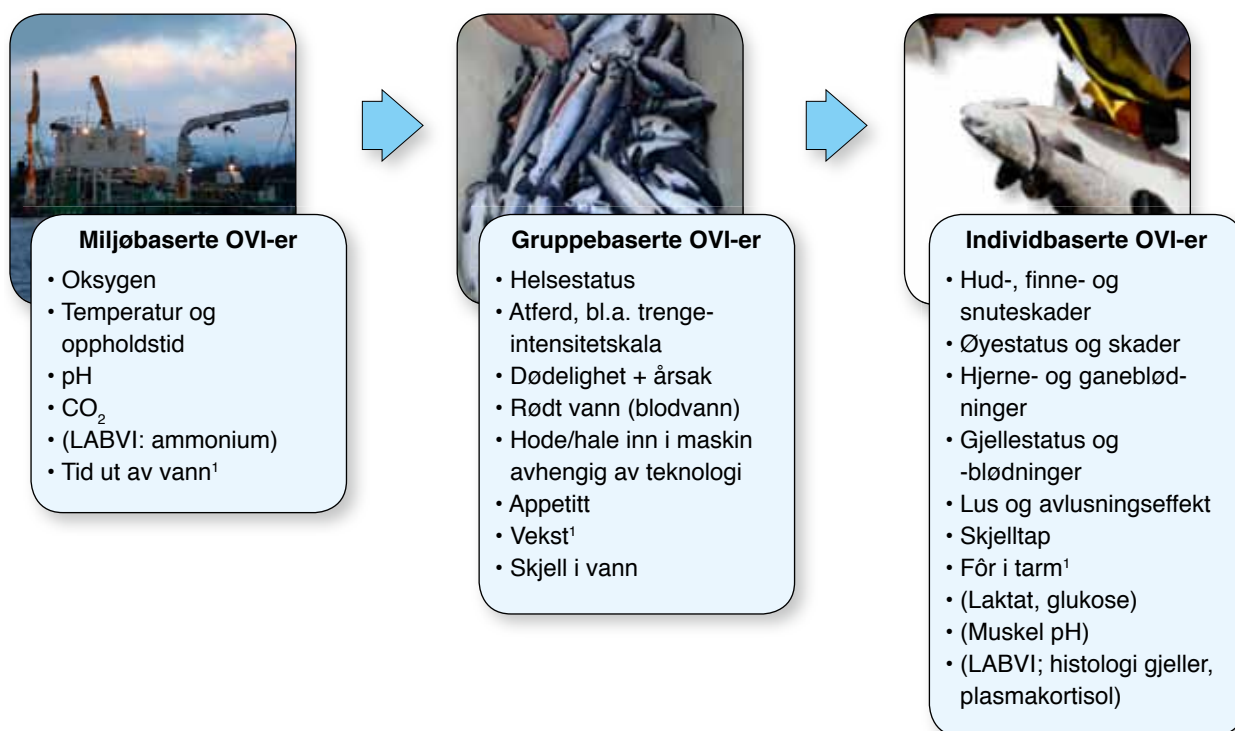 Miljøbaserte OVI-er
• Oksygen
• Temperatur og
oppholdstid
• pH
• CO₂
• (LABVI: ammonium)
• Tid ut av vann¹
Gruppebaserte OVI-er
• Helsestatus
• Atferd, bl.a. trenge-
intensitetskala
• Dødelighet + årsak
• Rødt vann (blodvann)
• Hode/hale inn i maskin
avhengig av teknologi
• Appetitt
• Vekst¹
• Skjell i vann
Individbaserte OVI-er
• Hud-, finne- og
snuteskader
• Øyestatus og skader
• Hjerne- og ganeblød-
ninger
• Gjellestatus og
-blødninger
• Lus og avlusningseffekt
• Skjelltap
• Fôr i tarm¹
• (Laktat, glukose)
• (Muskel pH)
• (LABVI; histologi gjeller,
plasmakortisol)